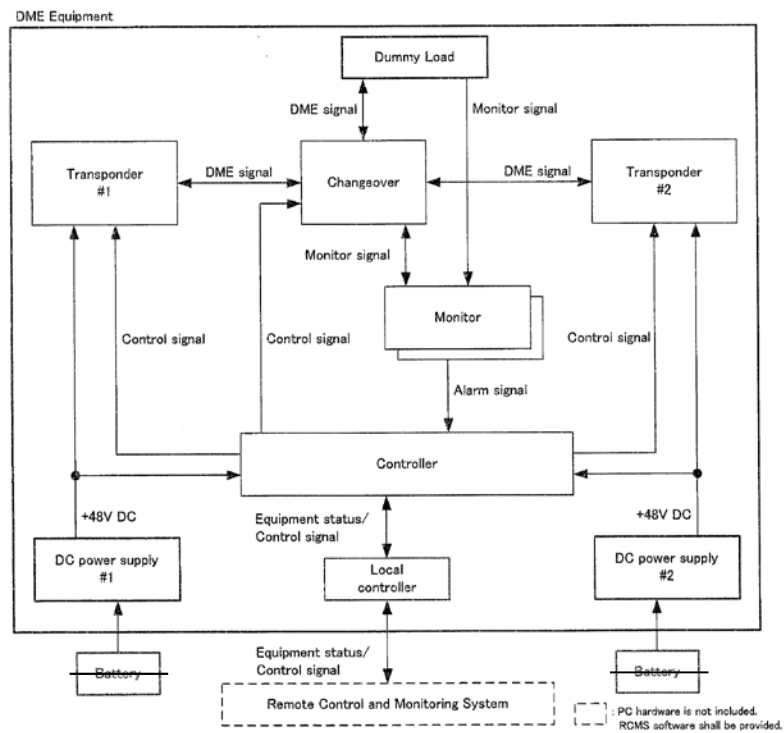 DME Equipment
Dummy Load
DME signal
Monitor signal
Transponder
#1
DME signal
Changeover
DME signal
Transponder
#2
Monitor signal
Control signal
Control signal
Monitor
Control signal
Alarm signal
Controller
+48V DC
Equipment status/
Control signal
+48V DC
DC power supply
#1
Local
controller
DC power supply
#2
Battery
Equipment status/
Control signal
Battery
Remote Control and Monitoring System
: PC hardware is not included.
RCMS software shall be provided.